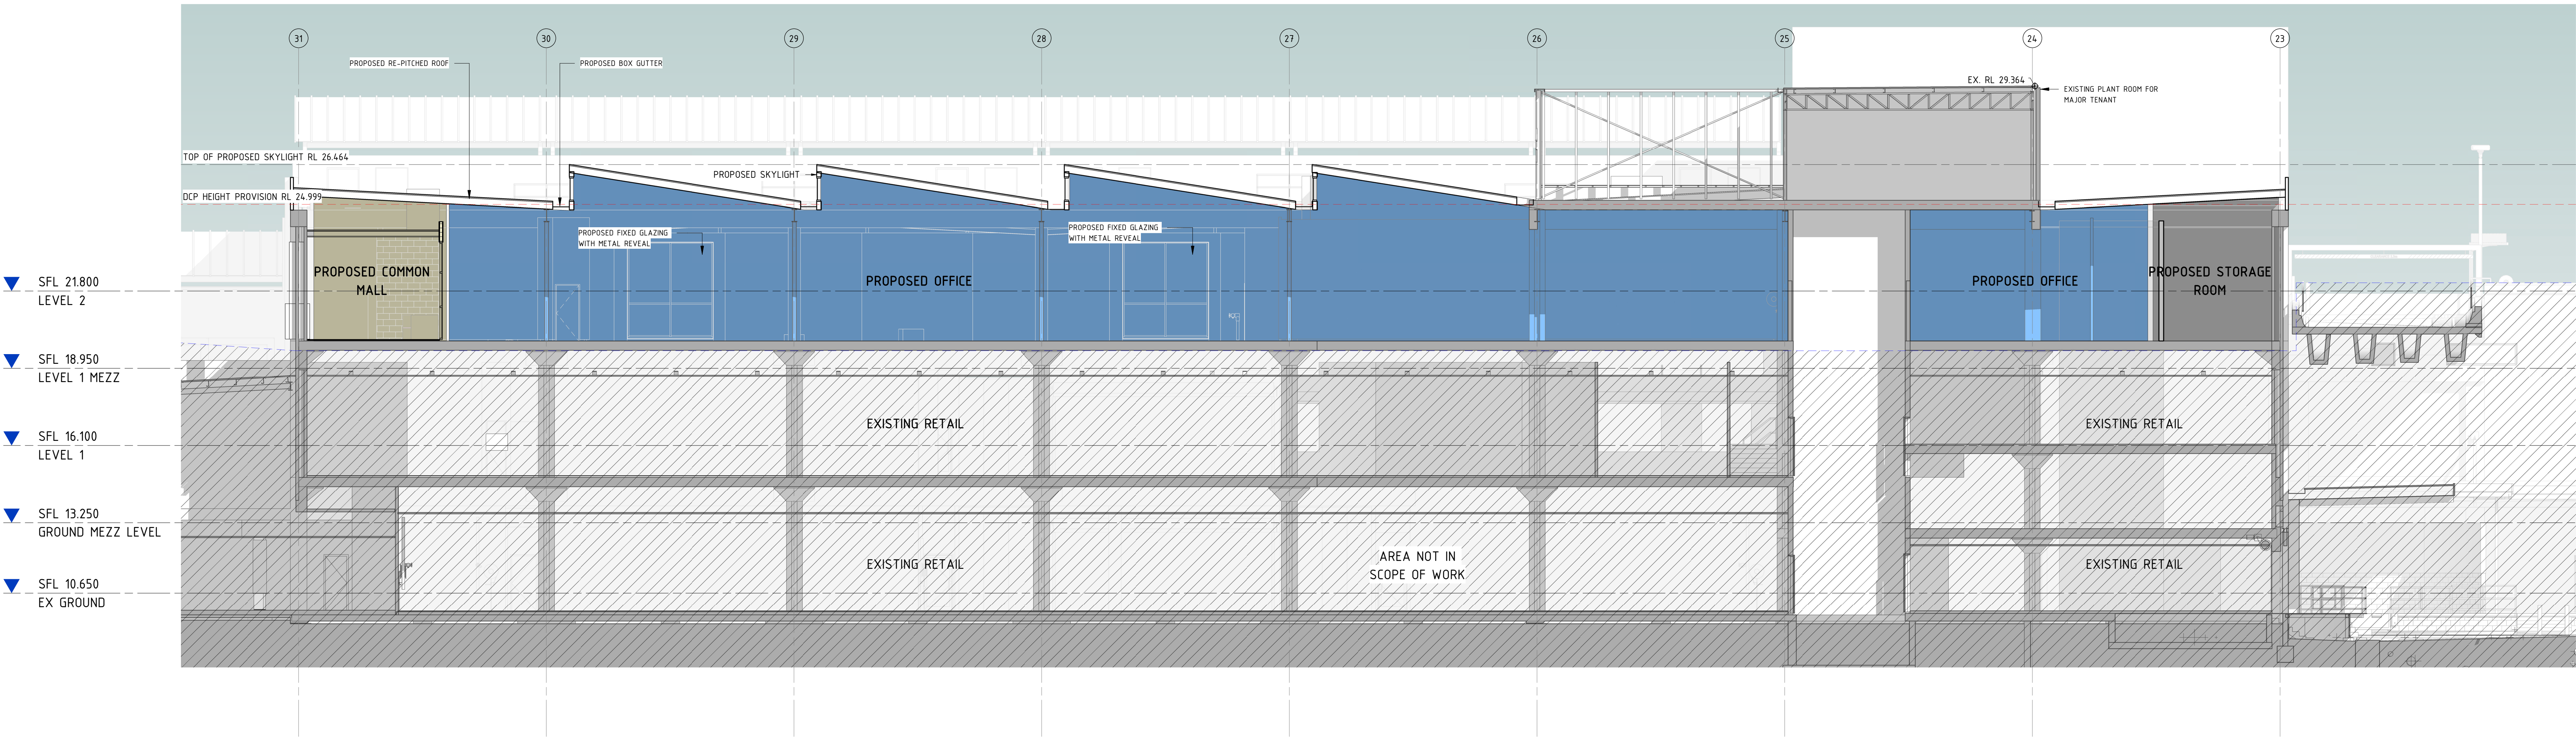 31
30
29
28
27
26
25
24
23
PROPOSED RE-PITCHED ROOF
PROPOSED BOX GUTTER
EX. RL 29.364
EXISTING PLANT ROOM FOR
MAJOR TENANT
TOP OF PROPOSED SKYLIGHT RL 26.464
PROPOSED SKYLIGHT
DCP HEIGHT PROVISION RL 24.999
PROPOSED FIXED GLAZING
WITH METAL REVEAL
PROPOSED FIXED GLAZING
WITH METAL REVEAL
PROPOSED COMMON
MALL
PROPOSED OFFICE
PROPOSED OFFICE
PROPOSED STORAGE
ROOM
SFL 21.800
LEVEL 2
SFL 18.950
LEVEL 1 MEZZ
EXISTING RETAIL
EXISTING RETAIL
SFL 16.100
LEVEL 1
SFL 13.250
GROUND MEZZ LEVEL
EXISTING RETAIL
AREA NOT IN
SCOPE OF WORK
EXISTING RETAIL
SFL 10.650
EX GROUND